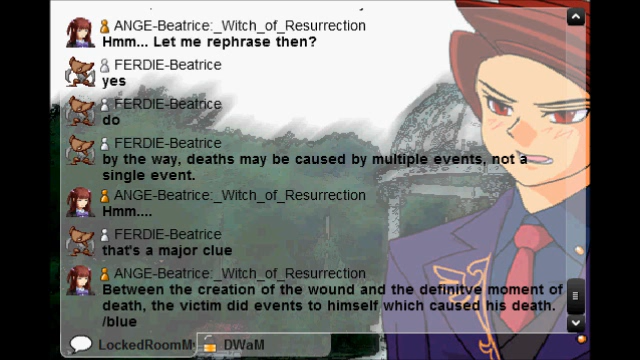 ANGE-Beatrice:_Witch_of_Resurrection
Hmm... Let me rephrase then?
FERDIE-Beatrice
yes
FERDIE-Beatrice
do
FERDIE-Beatrice
by the way, deaths may be caused by multiple events, not a
single event.
ANGE-Beatrice:_Witch_of_Resurrection
Hmm....
FERDIE-Beatrice
that's a major clue
ANGE-Beatrice:_Witch_of_Resurrection
Between the creation of the wound and the definitve moment of
death, the victim did events to himself which caused his death.
/blue
LockedRoomM DWaM